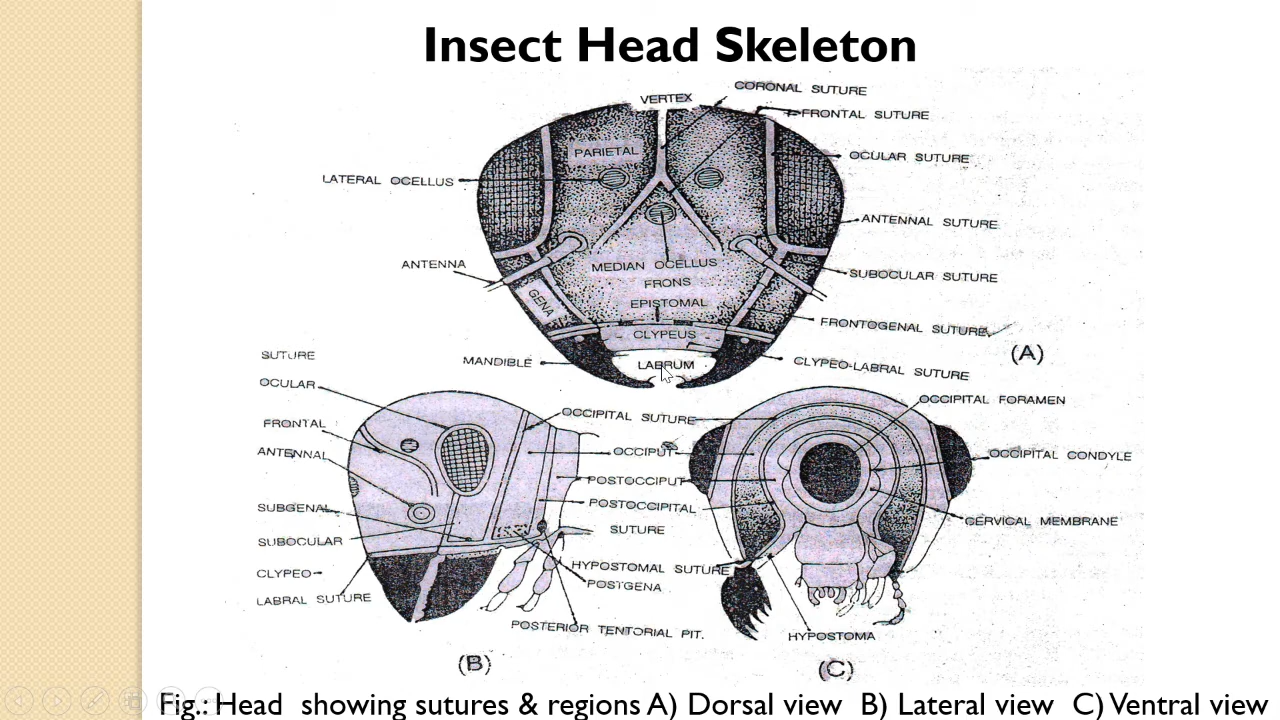 Insect Head Skeleton
CORONAL SUTURE
VERTEX
FRONTAL SUTURE
PARIETAL
OCULAR SUTURE
LATERAL OCELLUS
ANTENNAL SUTURE
ANTENNA
MEDIAN OCELLUS
SUBOCULAR SUTURE
FRONS
GENA
EPISTOMAL
FRONTOGENAL SUTURE
CLYPEUS
(A)
SUTURE
MANDIBLE
LABRUM
CLYPEO-LABRAL SUTURE
OCULAR
OCCIPITAL FORAMEN
OCCIPITAL SUTURE
FRONTAL
ANTENNAL
OCCIPUT
OCCIPITAL CONDYLE
POSTOCCIPUT
SUBGENAL
POSTOCCIPITAL
CERVICAL MEMBRANE
SUTURE
SUBOCULAR
CLYPEO-
HYPOSTOMAL SUTURE
POSTGENA
LABRAL SUTURE
POSTERIOR TENTORIAL PIT.
HYPOSTOMA
(B)
(C)
Fig.: Head showing sutures & regions A) Dorsal view B) Lateral view C) Ventral view